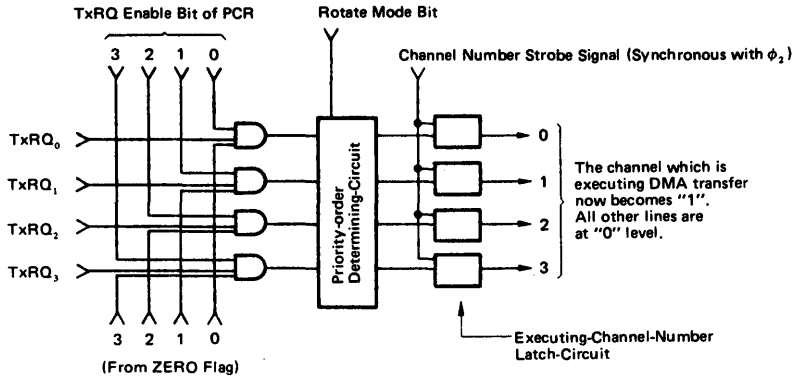 TxRQ Enable Bit of PCR
Rotate Mode Bit
3 2 1 0
Channel Number Strobe Signal (Synchronous with ϕ₂)
TxRQ₀
TxRQ₁
TxRQ₂
TxRQ₃
Priority-order
Determining-Circuit
0
1
2
3
The channel which is
executing DMA transfer
now becomes "1".
All other lines are
at "0" level.
3 2 1 0
(From ZERO Flag)
Executing-Channel-Number
Latch-Circuit